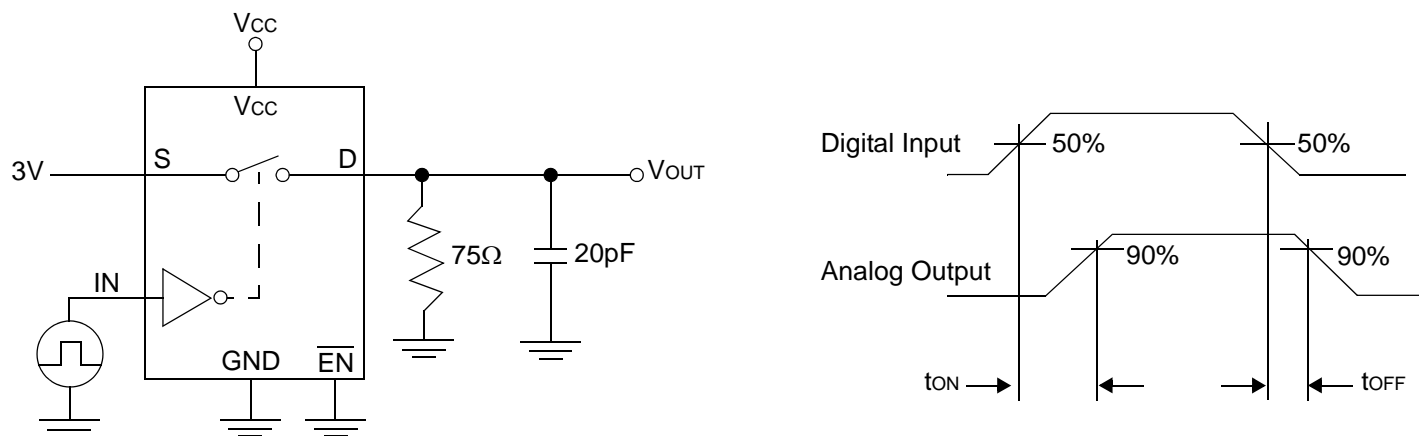 VCC
VCC
S
D
3V
VOUT
75Ω
20pF
IN
GND
EN
Digital Input
50%
50%
Analog Output
90%
90%
tON
tOFF